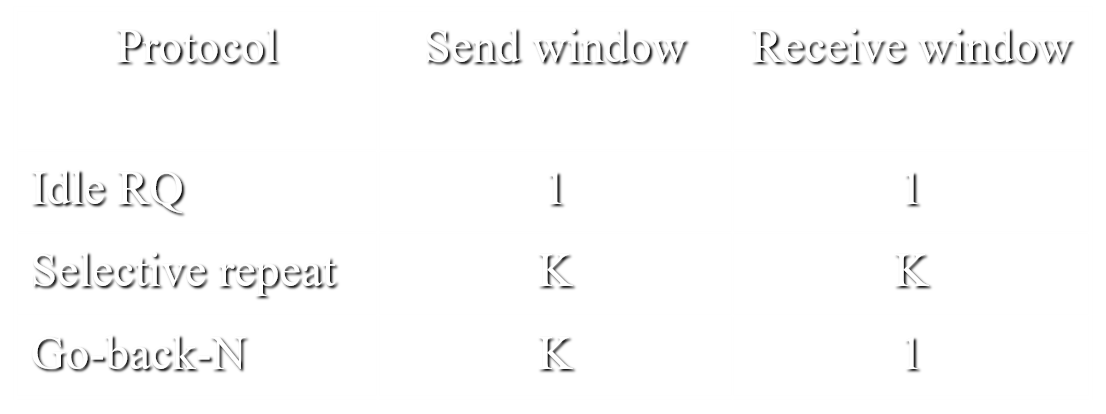 Protocol Send window Receive window
Idle RQ 1 1
Selective repeat K K
Go-back-N K 1